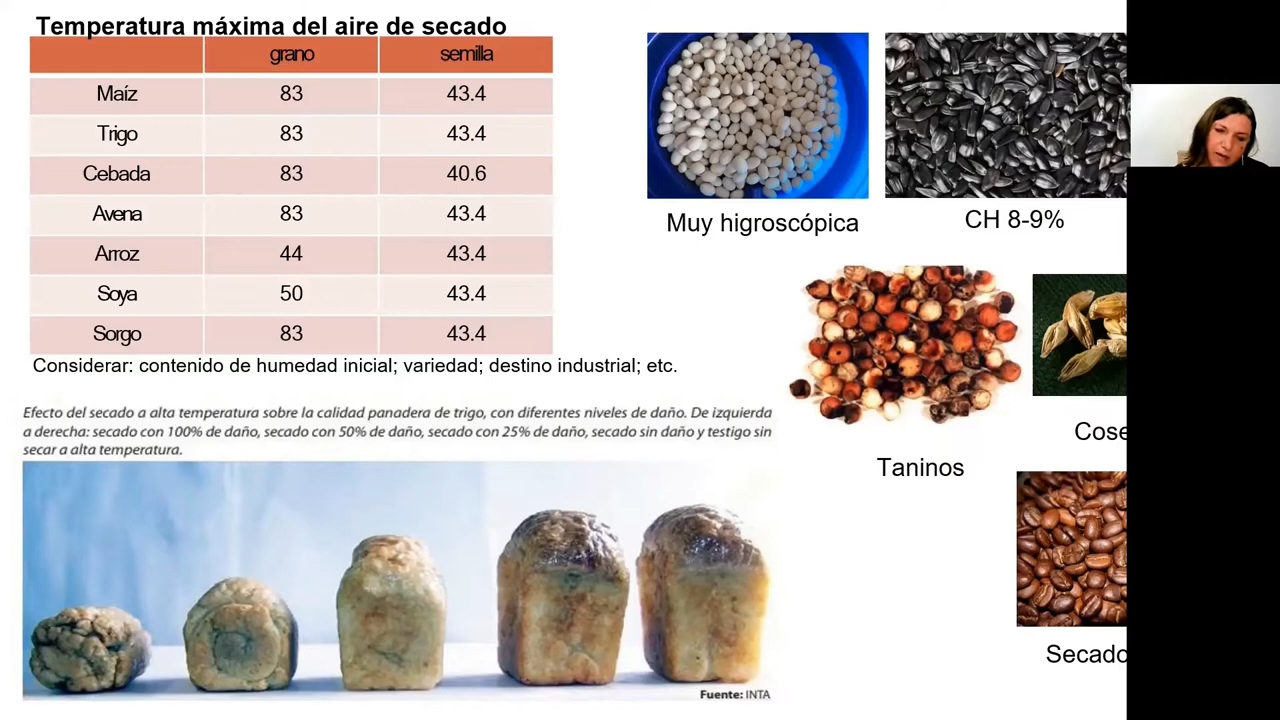 Temperatura máxima del aire de secado
grano semilla
Maíz 83 43.4
Trigo 83 43.4
Cebada 83 40.6
Avena 83 43.4
Arroz 44 43.4
Soya 50 43.4
Sorgo 83 43.4
Considerar: contenido de humedad inicial; variedad; destino industrial; etc.
Efecto del secado a alta temperatura sobre la calidad panadera de trigo, con diferentes niveles de daño. De izquierda
a derecha: secado con 100% de daño, secado con 50% de daño, secado con 25% de daño, secado sin daño y testigo sin
secar a alta temperatura.
Fuente: INTA
Muy higroscópica
CH 8-9%
Taninos
Cose
Secado